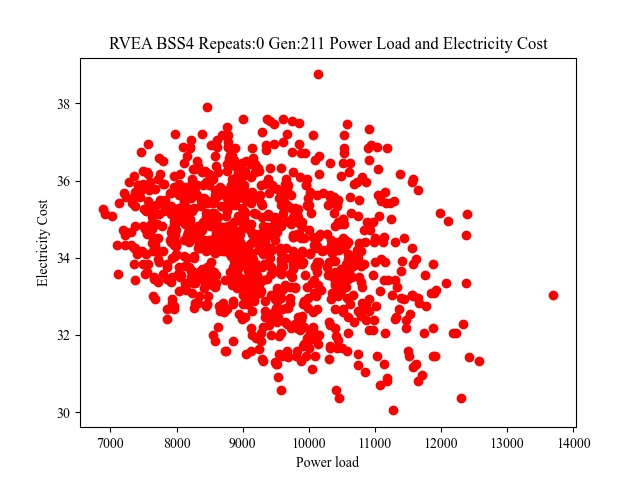 RVEA BSS4 Repeats:0 Gen:211 Power Load and Electricity Cost
38
36
34
32
30
Electricity Cost
7000 8000 9000 10000 11000 12000 13000 14000
Power load